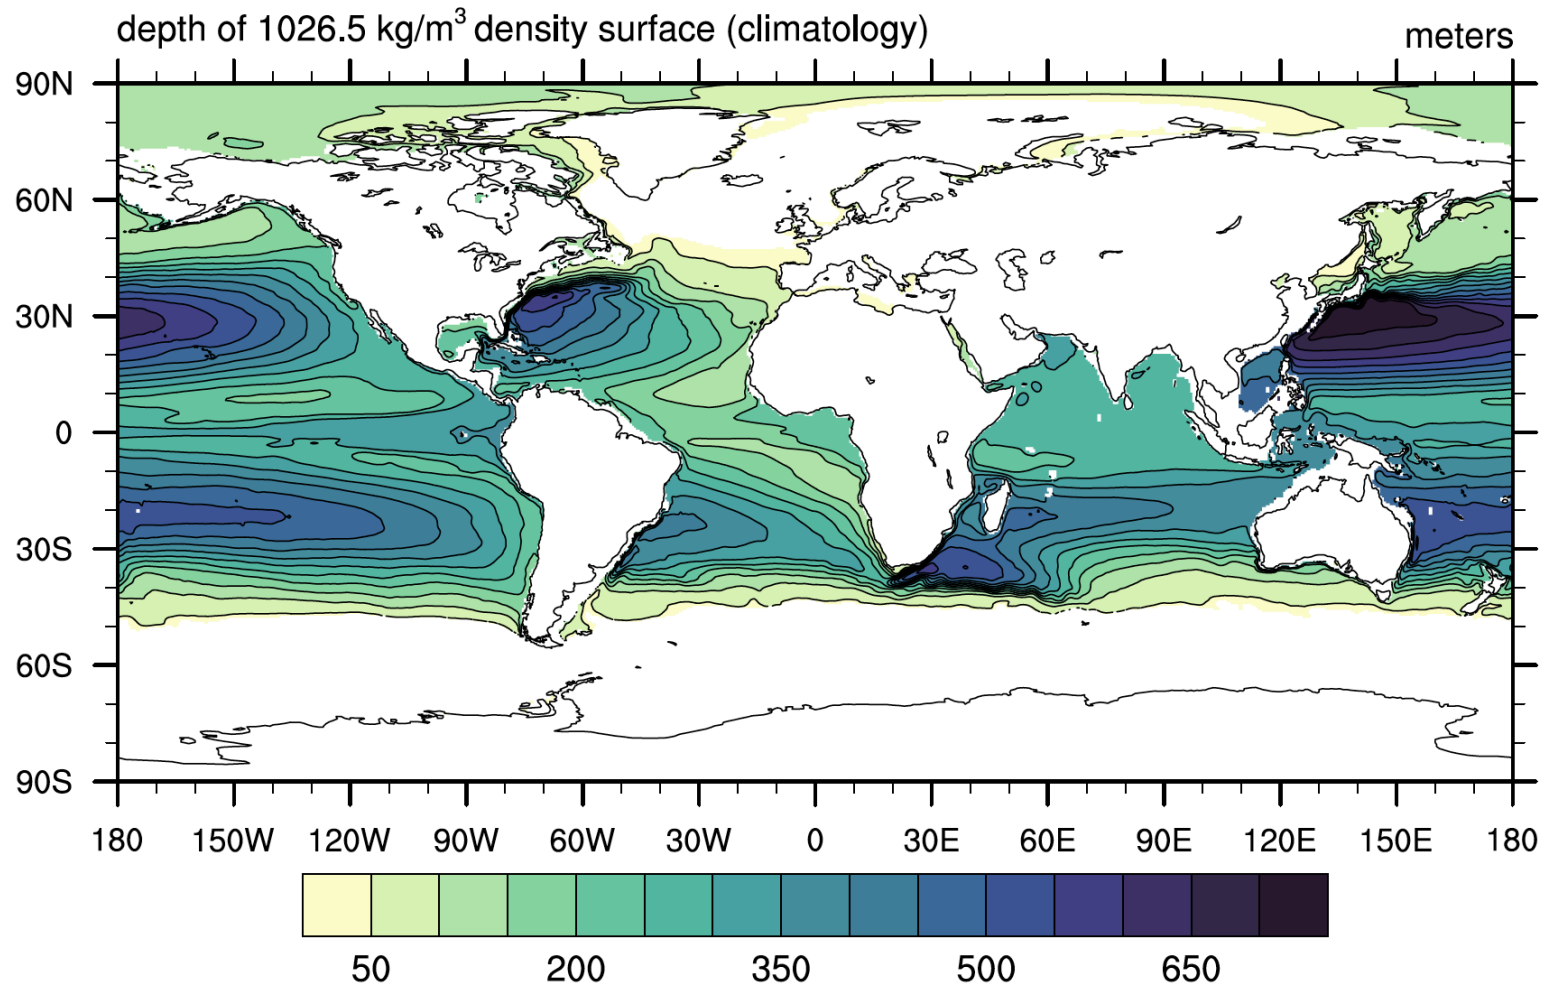 depth of 1026.5 kg/m³ density surface (climatology)
meters
90N
60N
30N
0
30S
60S
90S
180 150W 120W 90W 60W 30W 0 30E 60E 90E 120E 150E 180
50 200 350 500 650